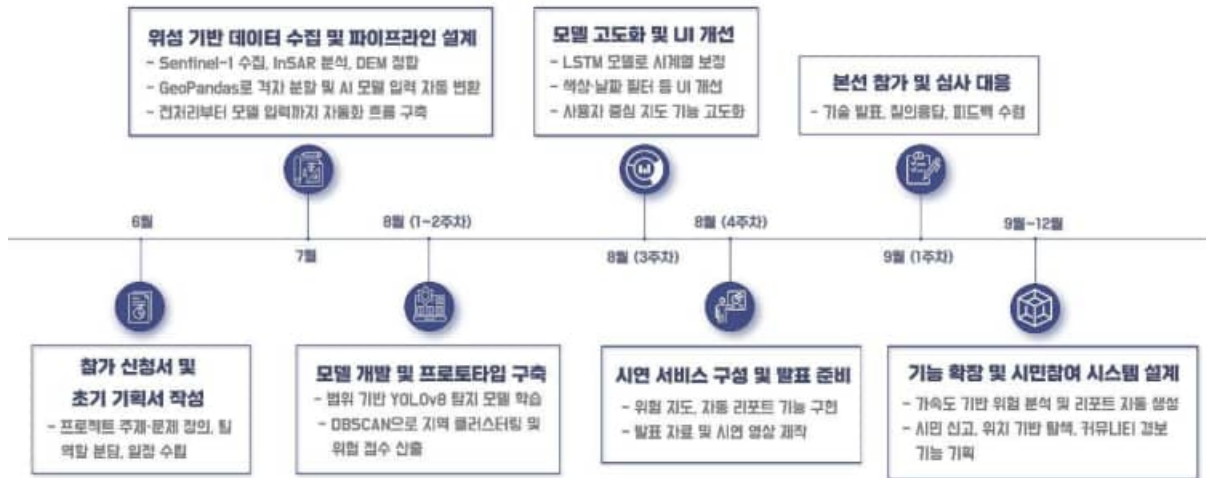 위성 기반 데이터 수집 및 파이프라인 설계
- Sentinel-1 수집, InSAR 분석, DEM 정합
- GeoPandas로 격자 분할 및 AI 모델 입력 자동 변환
- 전처리부터 모델 입력까지 자동화 흐름 구축
모델 고도화 및 UI 개선
- LSTM 모델로 시계열 보정
- 색상·날짜 필터 등 UI 개선
- 사용자 중심 지도 기능 고도화
본선 참가 및 심사 대응
- 기술 발표, 질의응답, 피드백 수렴
6월
7월
8월 (1~2주차)
8월 (3주차)
8월 (4주차)
9월 (1주차)
9월~12월
참가 신청서 및
초기 기획서 작성
- 프로젝트 주제·문제 정의, 팀
역할 분담, 일정 수립
모델 개발 및 프로토타입 구축
- 범위 기반 YOLOv8 탐지 모델 학습
- DBSCAN으로 지역 클러스터링 및
위험 점수 산출
시연 서비스 구성 및 발표 준비
- 위험 지도, 자동 리포트 기능 구현
- 발표 자료 및 시연 영상 제작
기능 확장 및 시민참여 시스템 설계
- 가속도 기반 위험 분석 및 리포트 자동 생성
- 시민 신고, 위치 기반 탐색, 커뮤니티 경보
기능 기획